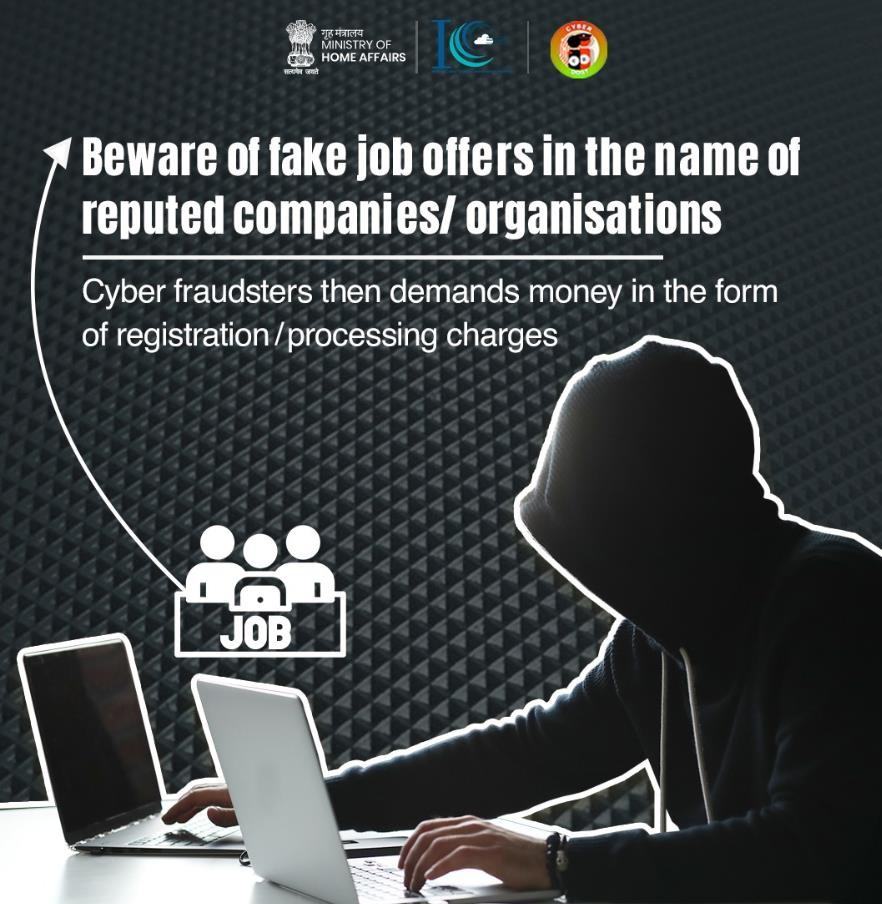 गृह मंत्रालय
MINISTRY OF
HOME AFFAIRS
सत्यमेव जयते
CYBER
DOST
Beware of fake job offers in the name of
reputed companies/ organisations
Cyber fraudsters then demands money in the form
of registration/processing charges
JOB